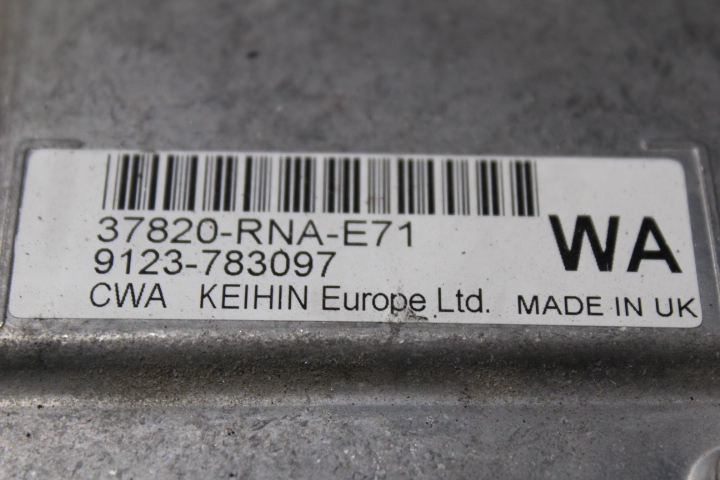 37820-RNA-E71
9123-783097
WA
CWA KEIHIN Europe Ltd. MADE IN UK